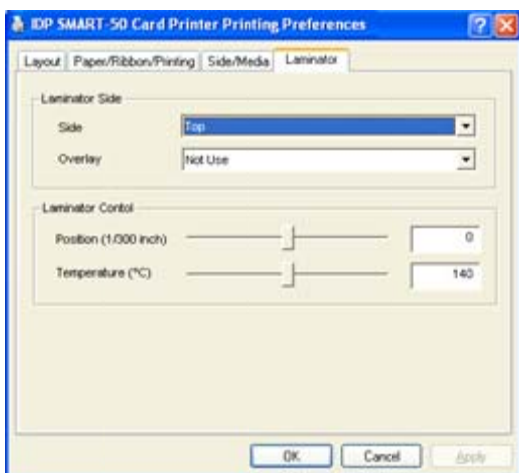 IDP SMART-50 Card Printer Printing Preferences
Layout Paper/Ribbon/Printing Side/Media Laminator
Laminator Side
Side Top
Overlay Not Use
Laminator Contol
Position (1/300 inch) 0
Temperature (°C) 140
OK Cancel Apply